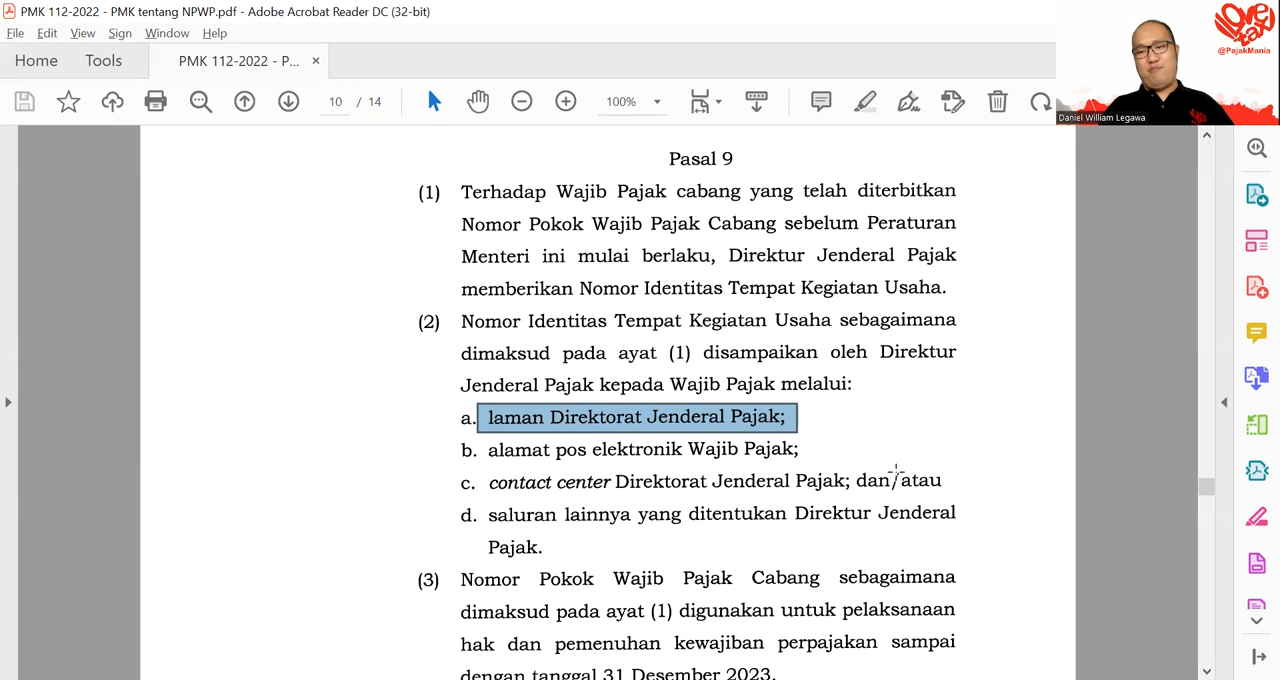 PMK 112-2022 - PMK tentang NPWP.pdf - Adobe Acrobat Reader DC (32-bit)
File Edit View Sign Window Help
Home Tools PMK 112-2022 - P... ×
10 / 14 100%
I love tax
@PajakMania
Daniel William Legawa
Pasal 9
(1) Terhadap Wajib Pajak cabang yang telah diterbitkan
Nomor Pokok Wajib Pajak Cabang sebelum Peraturan
Menteri ini mulai berlaku, Direktur Jenderal Pajak
memberikan Nomor Identitas Tempat Kegiatan Usaha.
(2) Nomor Identitas Tempat Kegiatan Usaha sebagaimana
dimaksud pada ayat (1) disampaikan oleh Direktur
Jenderal Pajak kepada Wajib Pajak melalui:
a. laman Direktorat Jenderal Pajak;
b. alamat pos elektronik Wajib Pajak;
c. contact center Direktorat Jenderal Pajak; dan/atau
d. saluran lainnya yang ditentukan Direktur Jenderal
Pajak.
(3) Nomor Pokok Wajib Pajak Cabang sebagaimana
dimaksud pada ayat (1) digunakan untuk pelaksanaan
hak dan pemenuhan kewajiban perpajakan sampai
dengan tanggal 31 Desember 2023.